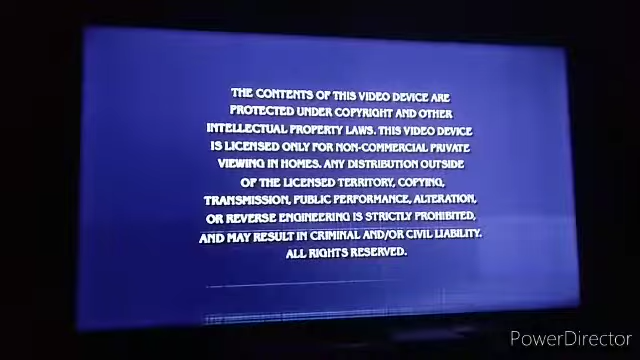 THE CONTENTS OF THIS VIDEO DEVICE ARE
PROTECTED UNDER COPYRIGHT AND OTHER
INTELLECTUAL PROPERTY LAWS. THIS VIDEO DEVICE
IS LICENSED ONLY FOR NON-COMMERCIAL PRIVATE
VIEWING IN HOMES. ANY DISTRIBUTION OUTSIDE
OF THE LICENSED TERRITORY, COPYING,
TRANSMISSION, PUBLIC PERFORMANCE, ALTERATION,
OR REVERSE ENGINEERING IS STRICTLY PROHIBITED,
AND MAY RESULT IN CRIMINAL AND/OR CIVIL LIABILITY.
ALL RIGHTS RESERVED.
PowerDirector